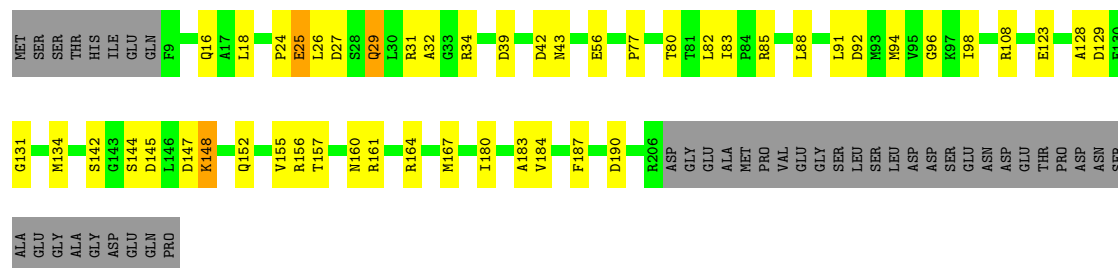 MET SER SER THR HIS ILE GLU GLN F9 Q16 A17 L18 P24 E25 L26 D27 S28 Q29 L30 R31 A32 G33 R34 D39 D42 N43 E56 P77 T80 T81 L82 I83 P84 R85 L88 L91 D92 M93 M94 V95 G96 K97 I98 R108 E123 A128 D129 E130
G131 M134 S142 G143 S144 D145 L146 D147 K148 Q152 V155 R156 T157 N160 R161 R164 M167 I180 A183 V184 F187 D190 R206 ASP GLY GLU ALA MET PRO VAL GLU GLY SER LEU SER LEU ASP ASP SER GLU ASN ASP GLU THR PRO ASP ASN SER
ALA GLU GLY ALA GLY ASP GLU GLN PRO